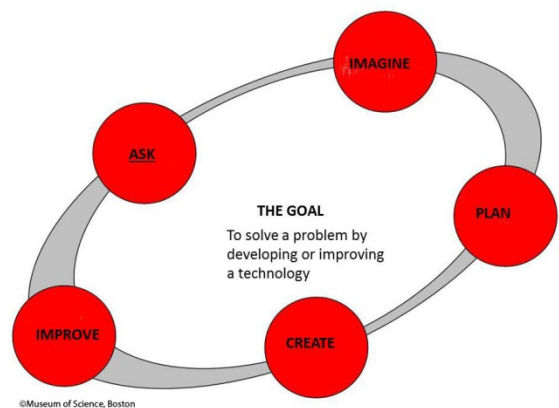 IMAGINE
ASK
PLAN
THE GOAL
To solve a problem by
developing or improving
a technology
IMPROVE
CREATE
©Museum of Science, Boston